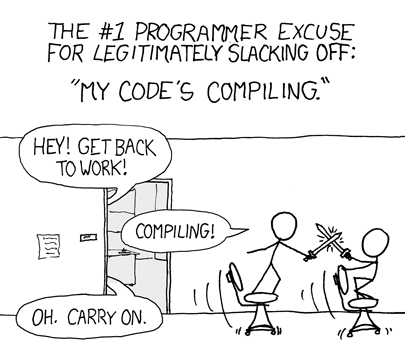 THE #1 PROGRAMMER EXCUSE
FOR LEGITIMATELY SLACKING OFF:
"MY CODE'S COMPILING."
HEY! GET BACK
TO WORK!
COMPILING!
OH. CARRY ON.